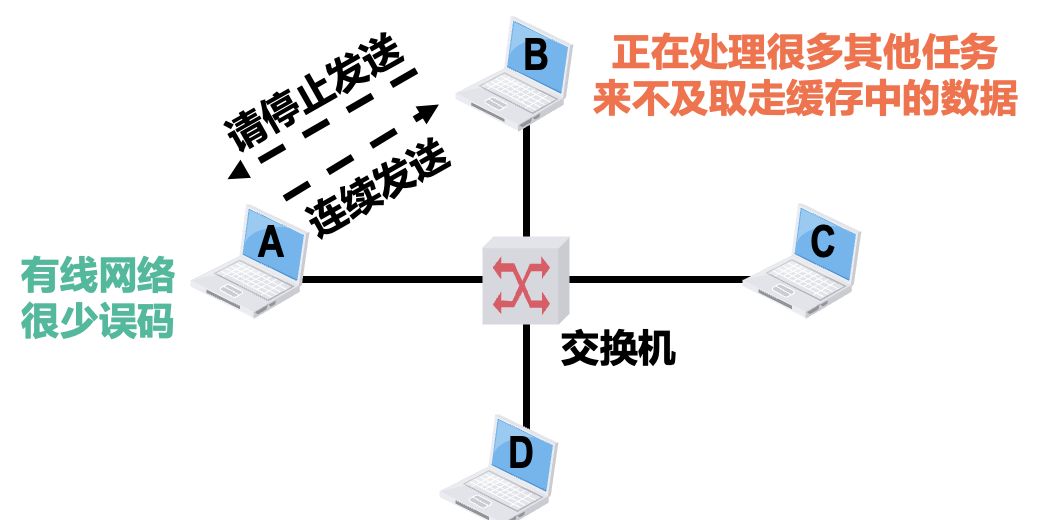 B
正在处理很多其他任务
来不及取走缓存中的数据
请停止发送
连续发送
A
C
有线网络
很少误码
交换机
D